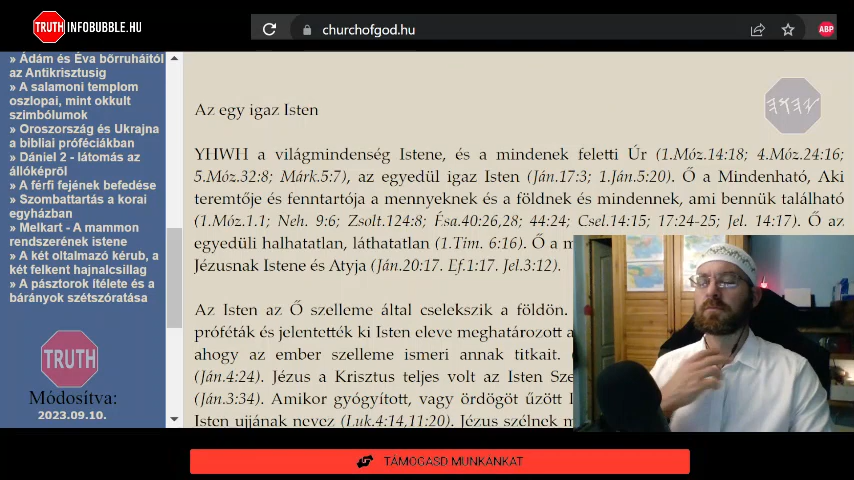 TRUTH INFOBUBBLE.HU
churchofgod.hu
ABP
» Ádám és Éva bőrruháitól
az Antikrisztusig
» A salamoni templom
oszlopai, mint okkult
szimbólumok
» Oroszország és Ukrajna
a bibliai próféciákban
» Dániel 2 - látomás az
állóképről
» A férfi fejének befedése
» Szombattartás a korai
egyházban
» Melkart - A mammon
rendszerének istene
» A két oltalmazó kérub, a
két felkent hajnalcsillag
» A pásztorok ítélete és a
bárányok szétszóratása
TRUTH
Módosítva:
2023.09.10.
Az egy igaz Isten
YHWH a világmindenség Istene, és a mindenek feletti Úr (1.Móz.14:18; 4.Móz.24:16;
5.Móz.32:8; Márk.5:7), az egyedül igaz Isten (Ján.17:3; 1.Ján.5:20). Ő a Mindenható, Aki
teremtője és fenntartója a mennyeknek és a földnek és mindennek, ami bennük található
(1.Móz.1.1; Neh. 9:6; Zsolt.124:8; Ésa.40:26,28; 44:24; Csel.14:15; 17:24-25; Jel. 14:17). Ő az
egyedüli halhatatlan, láthatatlan (1.Tim. 6:16). Ő a m
Jézusnak Istene és Atyja (Ján.20:17. Ef.1:17. Jel.3:12).
Az Isten az Ő szelleme által cselekszik a földön.
próféták és jelentették ki Isten eleve meghatározott a
ahogy az ember szelleme ismeri annak titkait. (
(Ján.4:24). Jézus a Krisztus teljes volt az Isten Sze
(Ján.3:34). Amikor gyógyított, vagy ördögöt űzött I
Isten ujjának nevez (Luk.4:14,11:20). Jézus szélnek m
TÁMOGASD MUNKÁNKAT